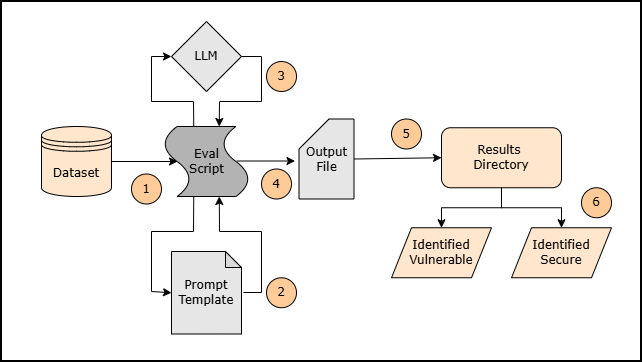 LLM
3
Eval
Script
Dataset
1
4
Output
File
5
Results
Directory
6
Identified
Vulnerable
Identified
Secure
Prompt
Template
2